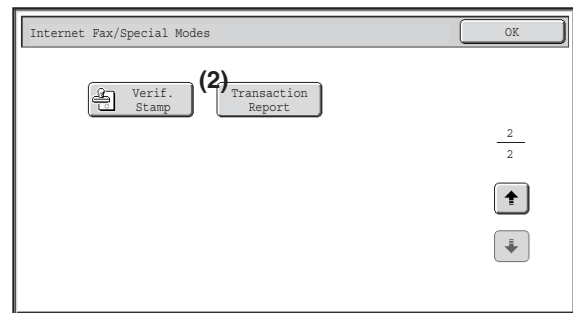 Internet Fax/Special Modes
OK
Verif.
Stamp
(2)
Transaction
Report
2
2